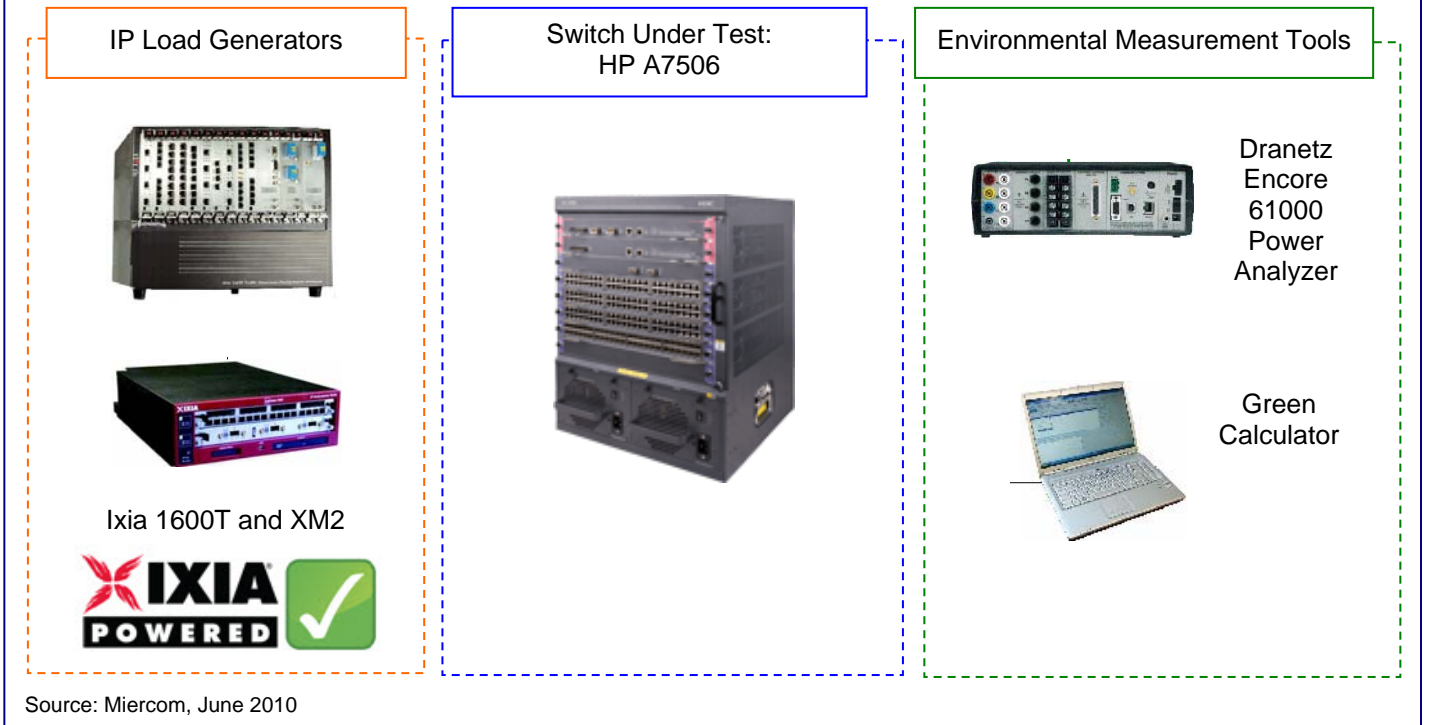 IP Load Generators
Ixia 1600T and XM2
IXIA
POWERED
Switch Under Test:
HP A7506
Environmental Measurement Tools
Dranetz
Encore
61000
Power
Analyzer
Green
Calculator
Source: Miercom, June 2010
XIXIA